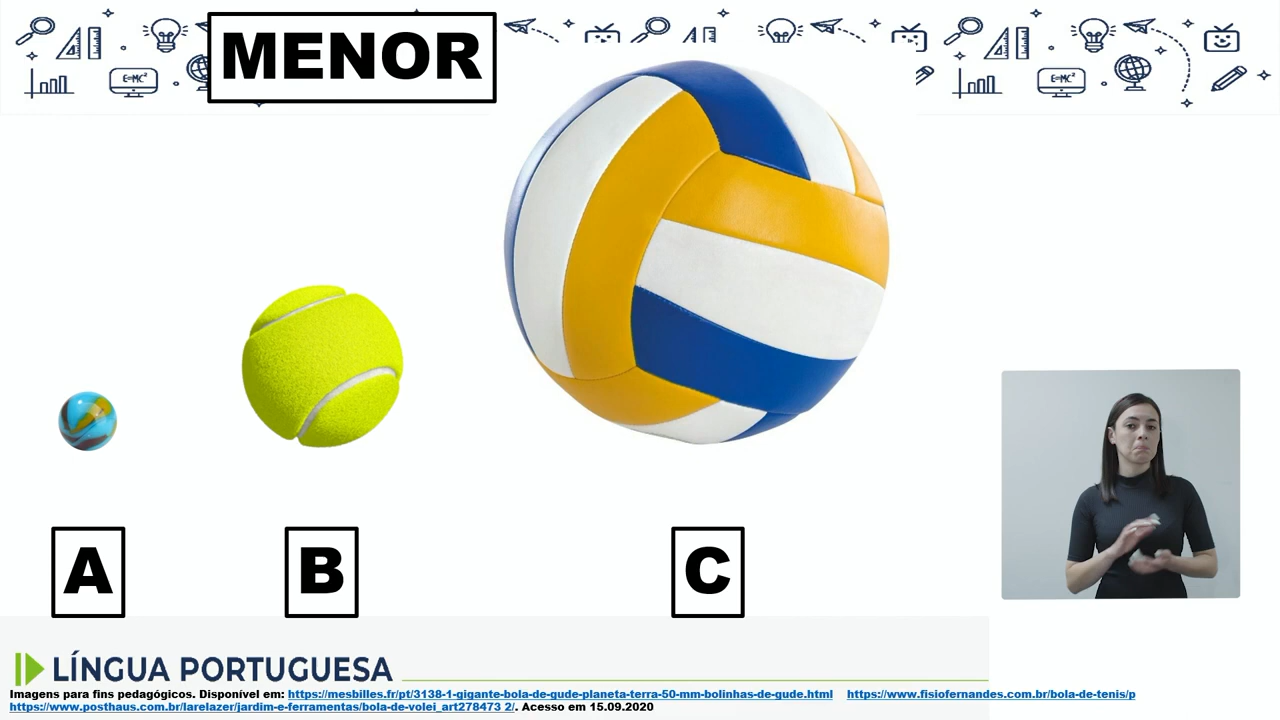 MENOR
E=MC²
E=MC²
A
B
C
LÍNGUA PORTUGUESA
Imagens para fins pedagógicos. Disponível em: https://mesbilles.fr/pt/3138-1-gigante-bola-de-gude-planeta-terra-50-mm-bolinhas-de-gude.html https://www.fisiofernandes.com.br/bola-de-tenis/p
https://www.posthaus.com.br/larelazer/jardim-e-ferramentas/bola-de-volei_art278473 2/. Acesso em 15.09.2020